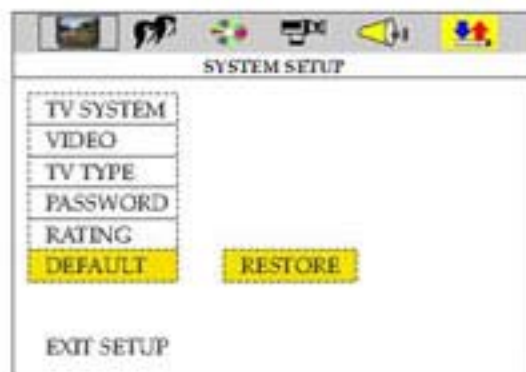 SYSTEM SETUP
TV SYSTEM
VIDEO
TV TYPE
PASSWORD
RATING
DEFAULT RESTORE
EXIT SETUP